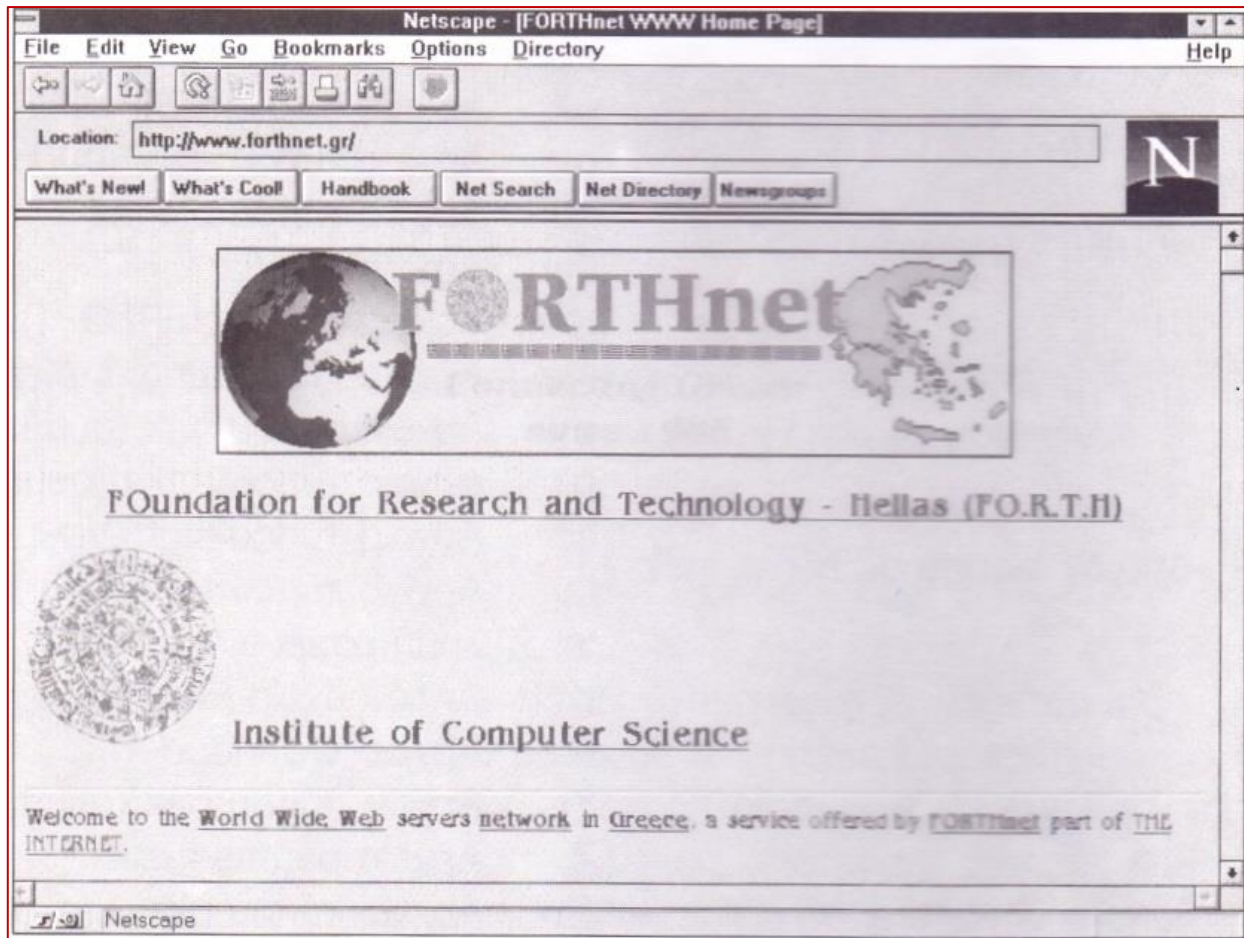 Netscape - [FORTHnet WWW Home Page]
File Edit View Go Bookmarks Options Directory Help
Location: http://www.forthnet.gr/
N
What's New! What's Cool! Handbook Net Search Net Directory Newsgroups
FORTHnet
FOundation for Research and Technology - Hellas (FO.R.T.H)
Institute of Computer Science
Welcome to the World Wide Web servers network in Greece, a service offered by FORTHnet part of THE
INTERNET.
Netscape